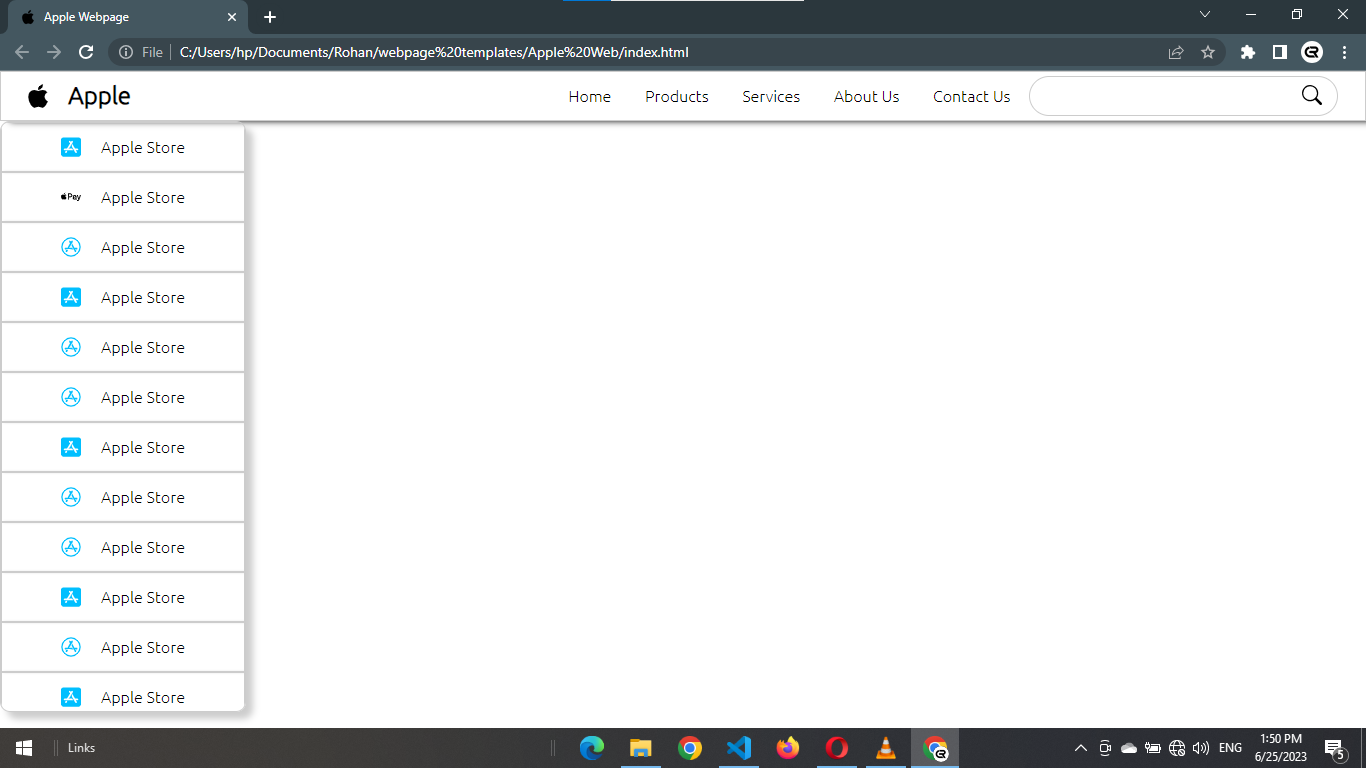 Apple Webpage
File C:/Users/hp/Documents/Rohan/webpage%20templates/Apple%20Web/index.html
Apple Home Products Services About Us Contact Us
Apple Store
Pay Apple Store
Apple Store
Apple Store
Apple Store
Apple Store
Apple Store
Apple Store
Apple Store
Apple Store
Apple Store
Apple Store
Links ENG 1:50 PM
6/25/2023 5